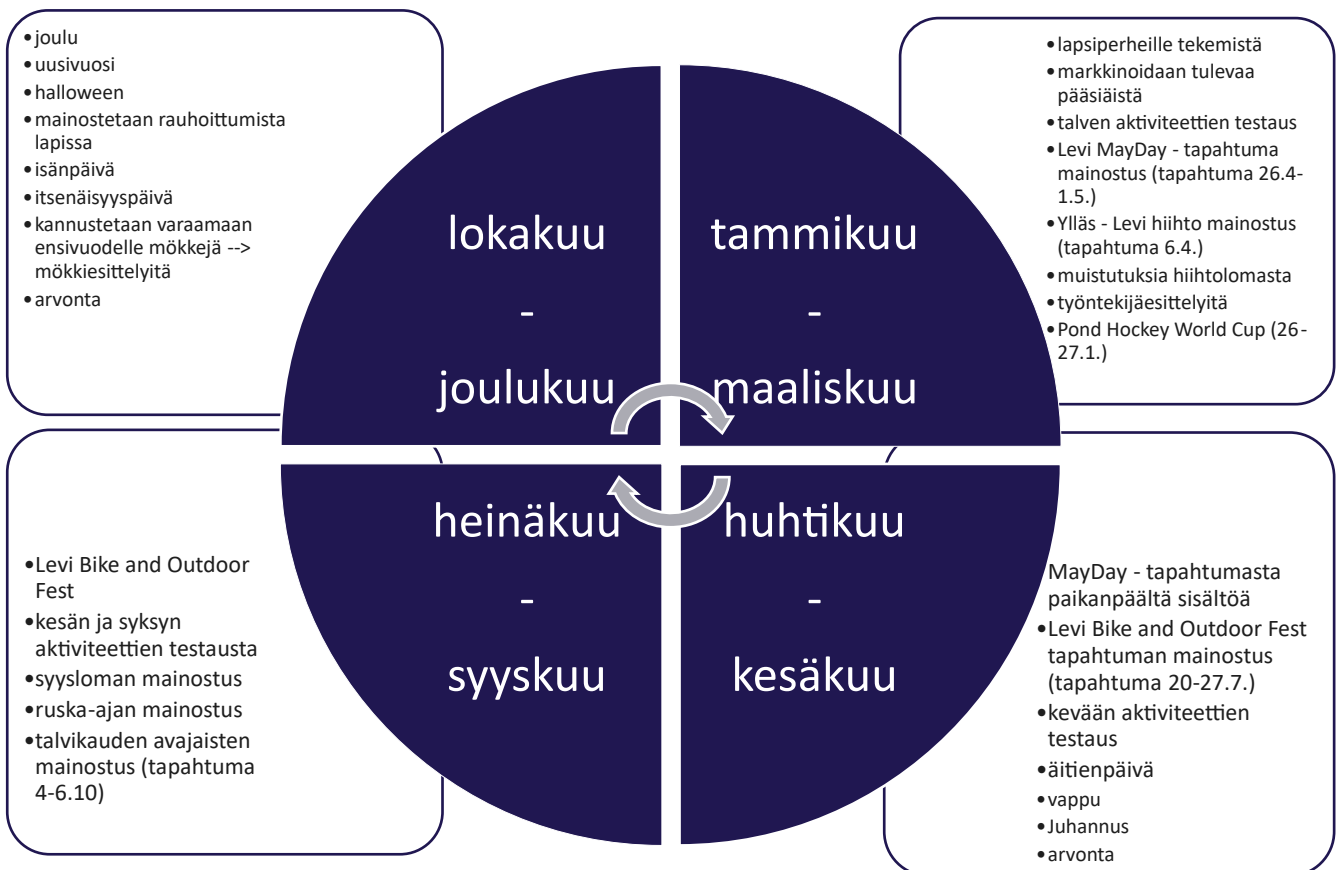 •joulu
•uusivuosi
•halloween
•mainostetaan rauhoittumista
lapissa
•isänpäivä
•itsenäisyyspäivä
•kannustetaan varaamaan
ensivuodelle mökkejä -->
mökkiesittelyitä
•arvonta
•lapsiperheille tekemistä
•markkinoidaan tulevaa
pääsiäistä
•talven aktiviteettien testaus
•Levi MayDay - tapahtuma
mainostus (tapahtuma 26.4-
1.5.)
•Ylläs - Levi hiihto mainostus
(tapahtuma 6.4.)
•muistutuksia hiihtolomasta
•työntekijäesittelyitä
•Pond Hockey World Cup (26-
27.1.)
lokakuu
-
joulukuu
tammikuu
-
maaliskuu
heinäkuu
-
syyskuu
huhtikuu
-
kesäkuu
•Levi Bike and Outdoor
Fest
•kesän ja syksyn
aktiviteettien testausta
•syysloman mainostus
•ruska-ajan mainostus
•talvikauden avajaisten
mainostus (tapahtuma
4-6.10)
MayDay - tapahtumasta
paikanpäältä sisältöä
•Levi Bike and Outdoor Fest
tapahtuman mainostus
(tapahtuma 20-27.7.)
•kevään aktiviteettien
testaus
•äitienpäivä
•vappu
•Juhannus
•arvonta